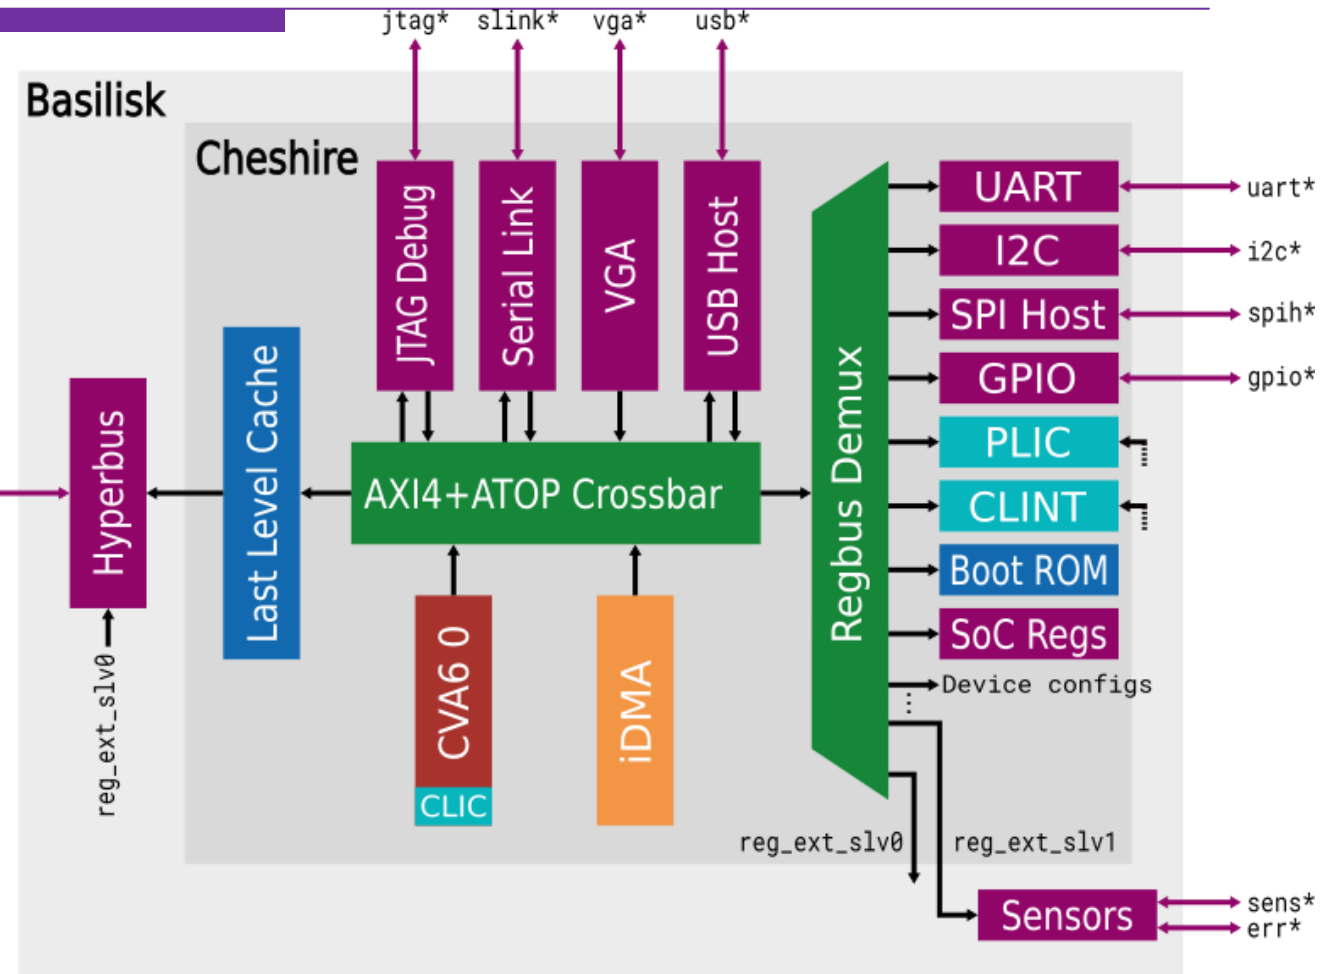 jtag* slink* vga* usb*
Basilisk
Cheshire
JTAG Debug
Serial Link
VGA
USB Host
UART
uart*
I2C
i2c*
SPI Host
spih*
GPIO
gpio*
PLIC
CLINT
Boot ROM
SoC Regs
Device configs
Regbus Demux
Hyperbus
Last Level Cache
AXI4+ATOP Crossbar
CVA6 0
CLIC
iDMA
reg_ext_slv0
reg_ext_slv0
reg_ext_slv1
Sensors
sens*
err*